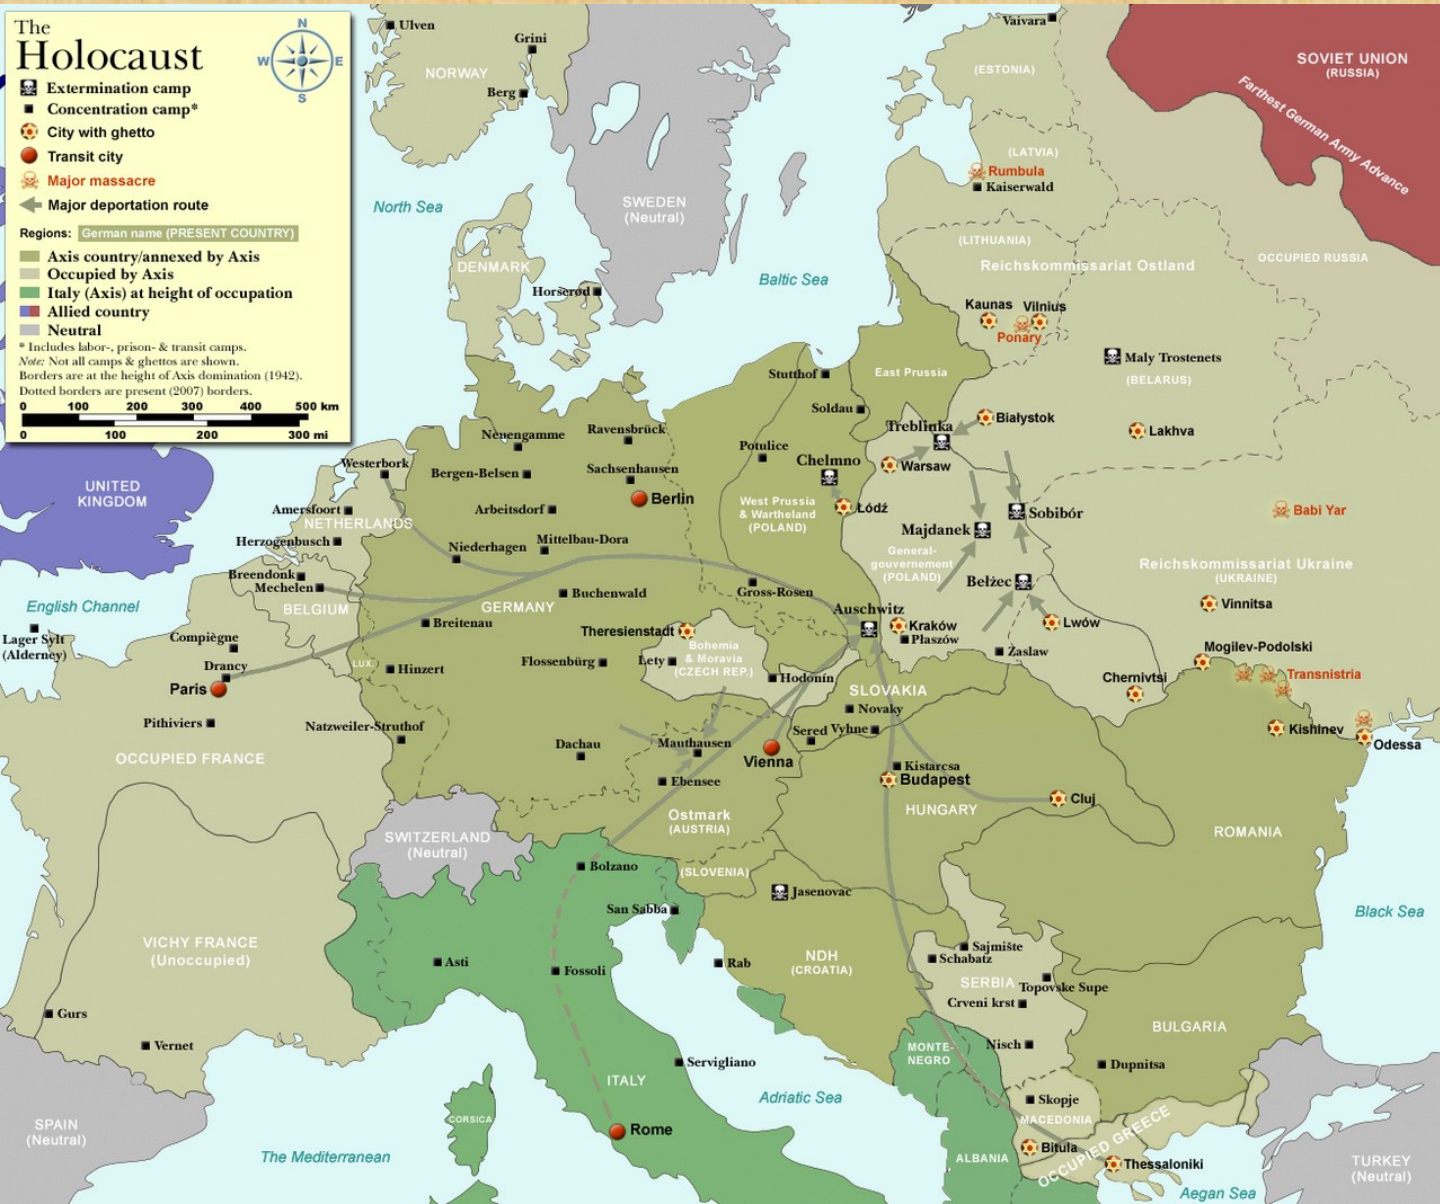 The
Holocaust
N
W
E
S
Extermination camp
Concentration camp*
City with ghetto
Transit city
Major massacre
Major deportation route
Regions: German name (PRESENT COUNTRY)
Axis country/annexed by Axis
Occupied by Axis
Italy (Axis) at height of occupation
Allied country
Neutral
* Includes labor-, prison- & transit camps.
Note: Not all camps & ghettos are shown.
Borders are at the height of Axis domination (1942).
Dotted borders are present (2007) borders.
0 100 200 300 400 500 km
0 100 200 300 mi
Ulven
Grini
NORWAY
Berg
Vaivara
(ESTONIA)
SOVIET UNION
(RUSSIA)
Farthest German Army Advance
(LATVIA)
Rumbula
Kaiserwald
North Sea
SWEDEN
(Neutral)
(LITHUANIA)
Reichskommissariat Ostland
OCCUPIED RUSSIA
DENMARK
Baltic Sea
Horserød
Kaunas
Vilnius
Ponary
Maly Trostenets
(BELARUS)
Stutthof
East Prussia
Soldau
Treblinka
Białystok
Lakhva
Neuengamme
Ravensbrück
Potulice
Westerbork
Bergen-Belsen
Sachsenhausen
Chelmno
Warsaw
UNITED
KINGDOM
Berlin
Amersfoort
NETHERLANDS
Arbeitsdorf
West Prussia
& Wartheland
(POLAND)
Łódź
Sobibór
Babi Yar
Majdanek
Herzogenbusch
Niederhagen
Mittelbau-Dora
General-
gouvernement
(POLAND)
Reichskommissariat Ukraine
(UKRAINE)
Breendonk
Mechelen
Bełżec
English Channel
BELGIUM
GERMANY
Buchenwald
Gross-Rosen
Auschwitz
Vinnitsa
Lager Sylt
(Alderney)
Compiègne
Breitenau
Theresienstadt
Kraków
Płaszów
Lwów
Bohemia
& Moravia
(CZECH REP.)
Żaslaw
Mogilev-Podolski
Drancy
LUX.
Hinzert
Flossenbürg
Lety
Hodonín
Chernivtsi
Transnistria
Paris
SLOVAKIA
Novaky
Pithiviers
Natzweiler-Struthof
Sered
Vyhne
Kishinev
Odessa
Dachau
Mauthausen
Vienna
OCCUPIED FRANCE
Ebensee
Kistarcsa
Budapest
Cluj
HUNGARY
Ostmark
(AUSTRIA)
ROMANIA
SWITZERLAND
(Neutral)
Bolzano
(SLOVENIA)
Jasenovac
San Sabba
Black Sea
VICHY FRANCE
(Unoccupied)
Asti
Fossoli
Rab
NDH
(CROATIA)
Sajmište
Schabatz
SERBIA
Topovske Supe
Crveni krst
Gurs
Vernet
BULGARIA
Nisch
MONTE-
NEGRO
Servigliano
Dupnitsa
ITALY
Adriatic Sea
Skopje
MACEDONIA
SPAIN
(Neutral)
CORSICA
Rome
Bitula
OCCUPIED GREECE
The Mediterranean
ALBANIA
Thessaloniki
TURKEY
(Neutral)
Aegean Sea